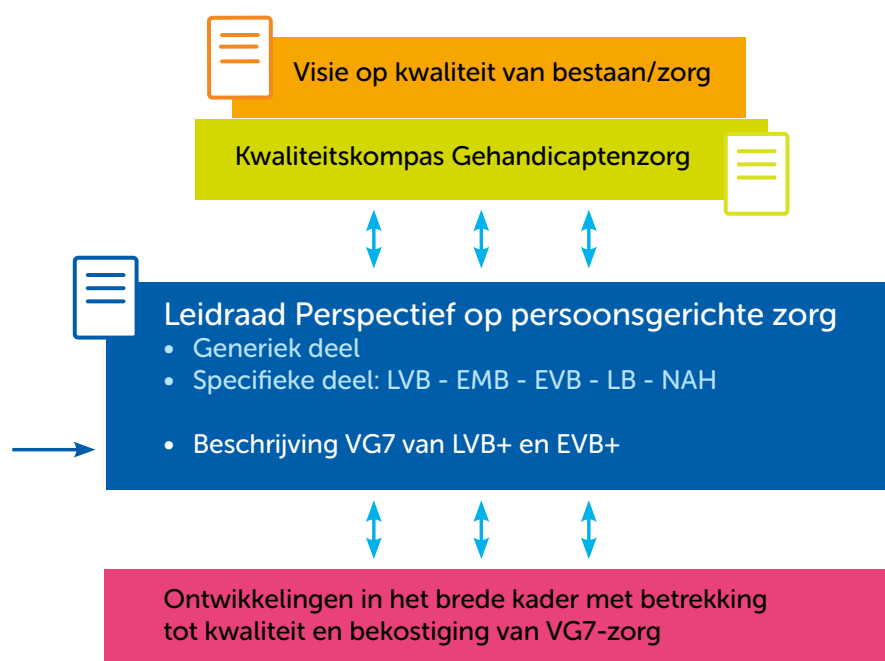 Visie op kwaliteit van bestaan/zorg
Kwaliteitskompas Gehandicaptenzorg
Leidraad Perspectief op persoonsgerichte zorg
• Generiek deel
• Specifieke deel: LVB - EMB - EVB - LB - NAH
• Beschrijving VG7 van LVB+ en EVB+
Ontwikkelingen in het brede kader met betrekking
tot kwaliteit en bekostiging van VG7-zorg